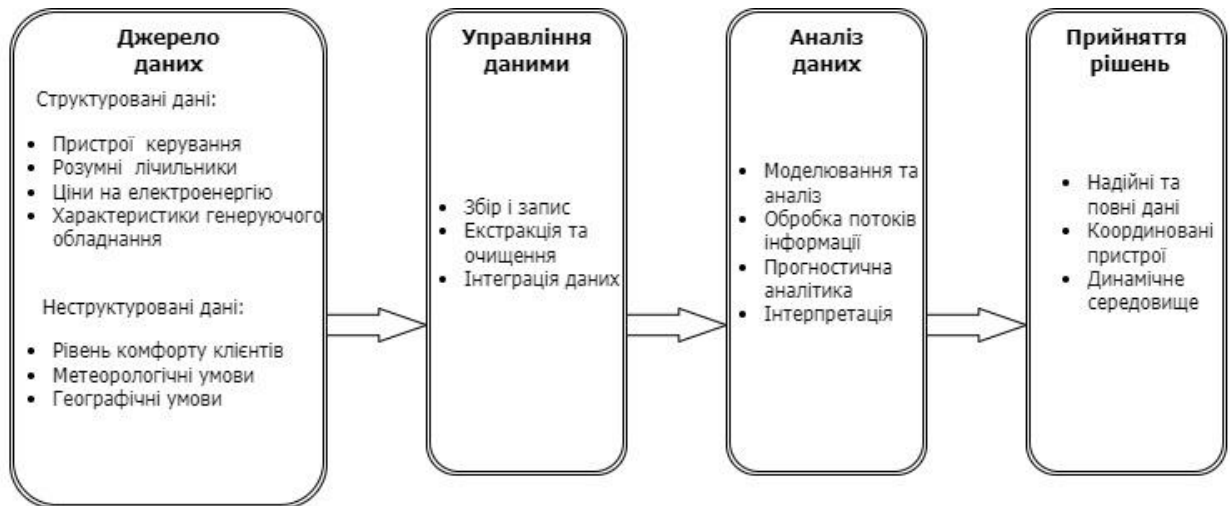 Джерело
даних
Структуровані дані:
• Пристрої керування
• Розумні лічильники
• Ціни на електроенергію
• Характеристики генеруючого
обладнання
Неструктуровані дані:
• Рівень комфорту клієнтів
• Метеорологічні умови
• Географічні умови
Управління
даними
• Збір і запис
• Екстракція та
очищення
• Інтеграція даних
Аналіз
даних
• Моделювання та
аналіз
• Обробка потоків
інформації
• Прогностична
аналітика
• Інтерпретація
Прийняття
рішень
• Надійні та
повні дані
• Координовані
пристрої
• Динамічне
середовище